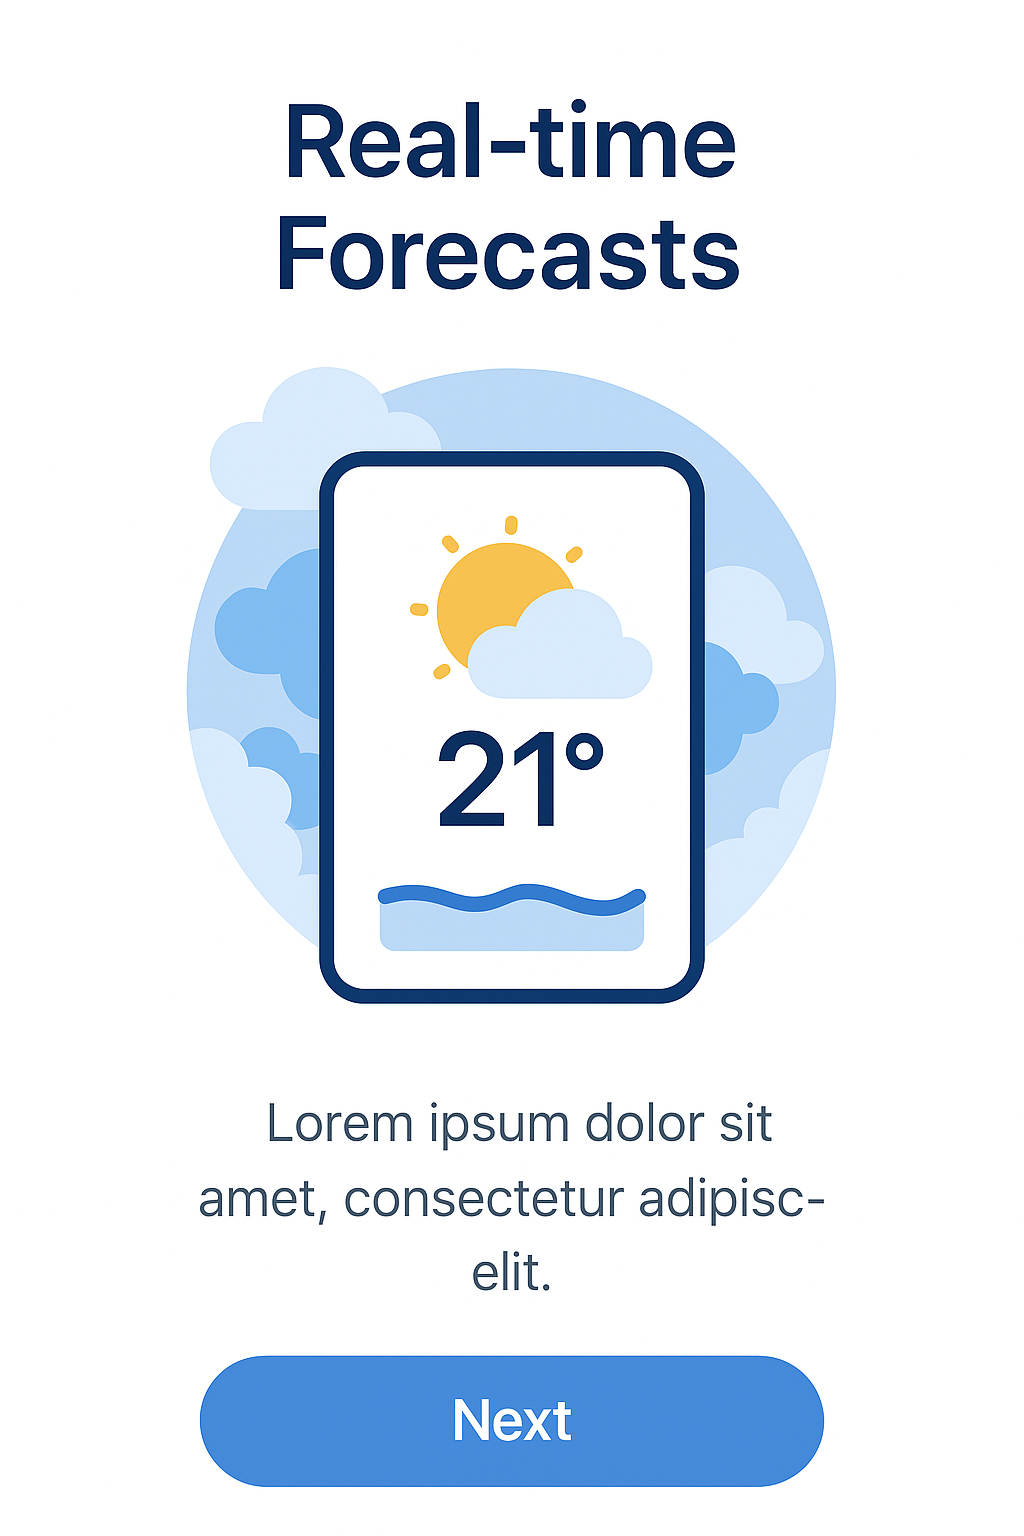 Real-time
Forecasts
21°
Lorem ipsum dolor sit
amet, consectetur adipisc-
elit.
Next